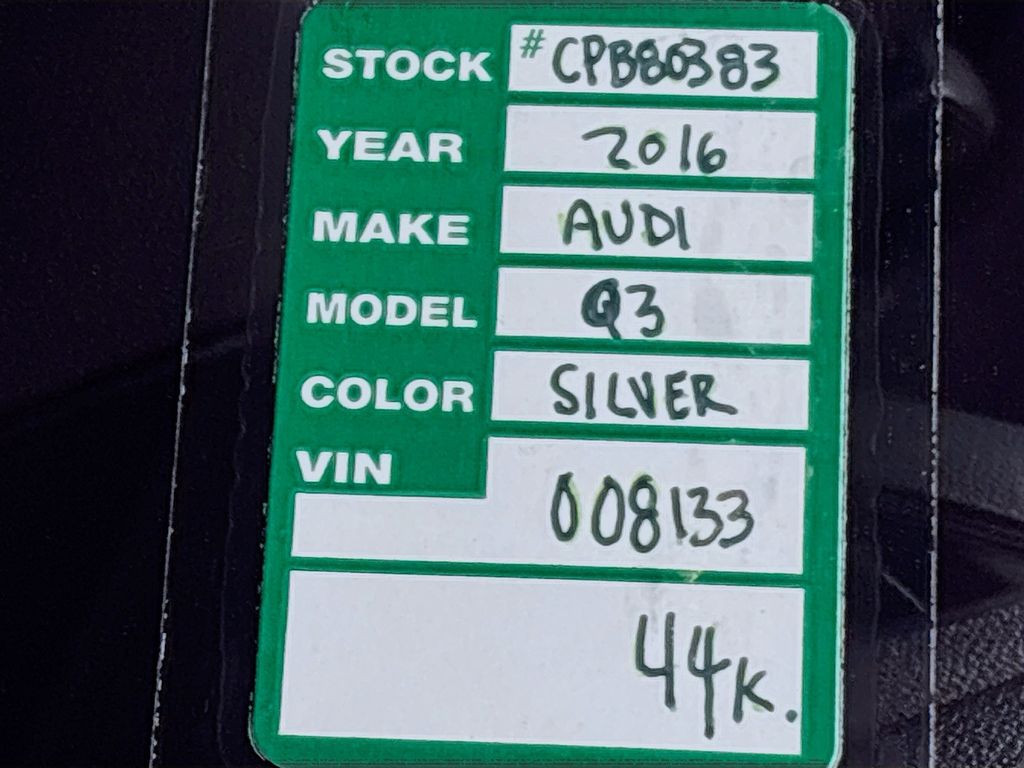 STOCK #CPB80383
YEAR 2016
MAKE AUDI
MODEL Q3
COLOR SILVER
VIN 008133
44K.